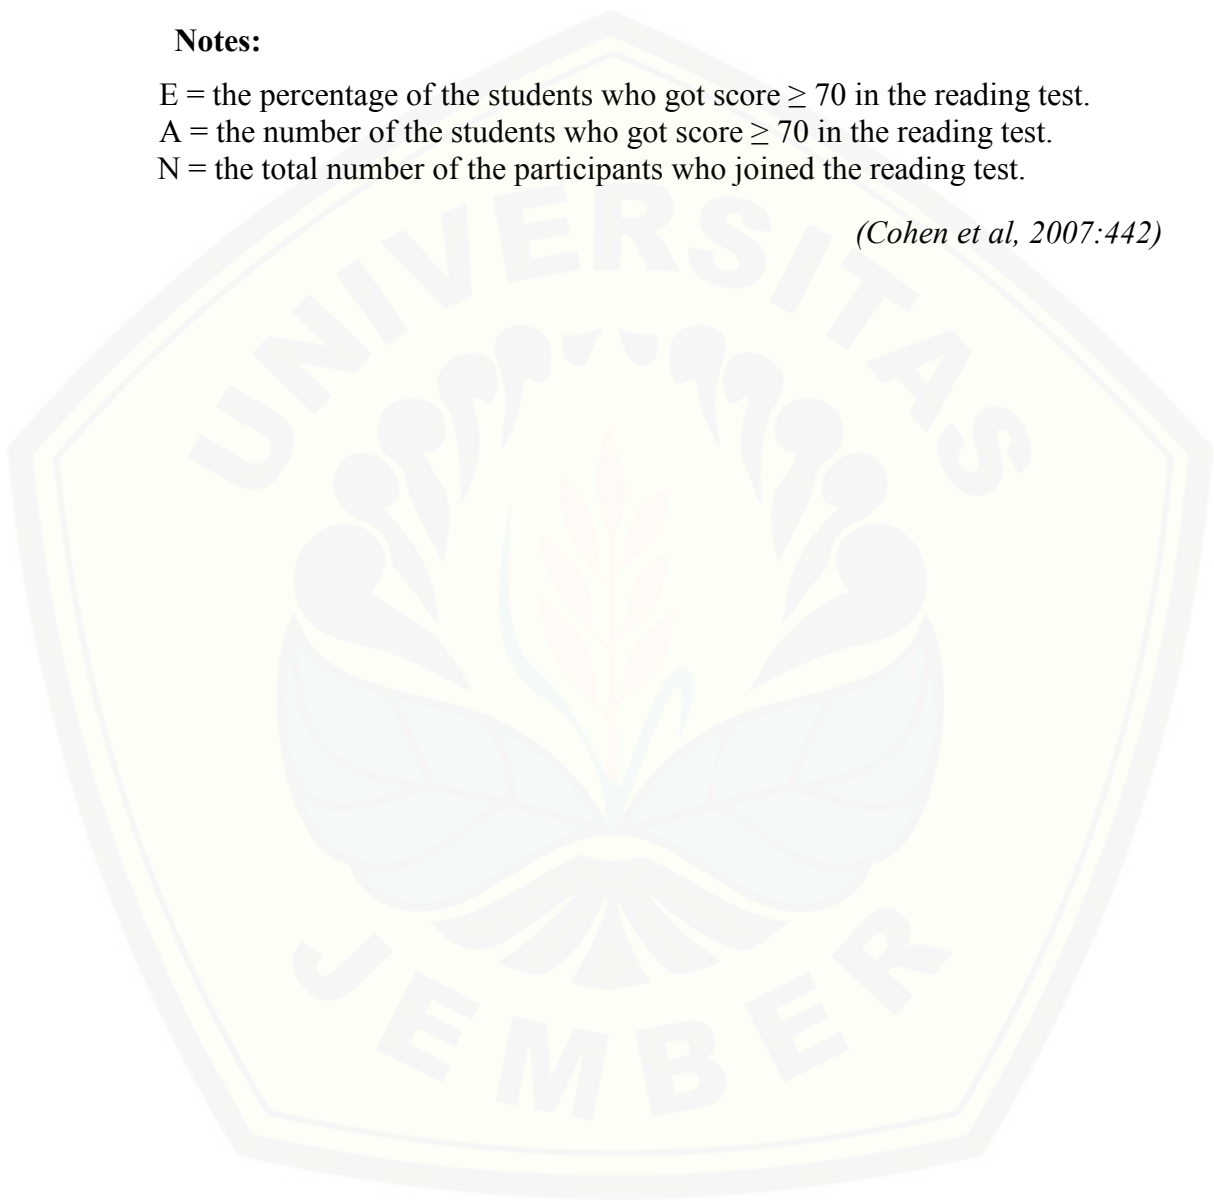 Notes:
E = the percentage of the students who got score ≥ 70 in the reading test.
A = the number of the students who got score ≥ 70 in the reading test.
N = the total number of the participants who joined the reading test.
(Cohen et al, 2007:442)
UNIVERSITAS
JEMBER